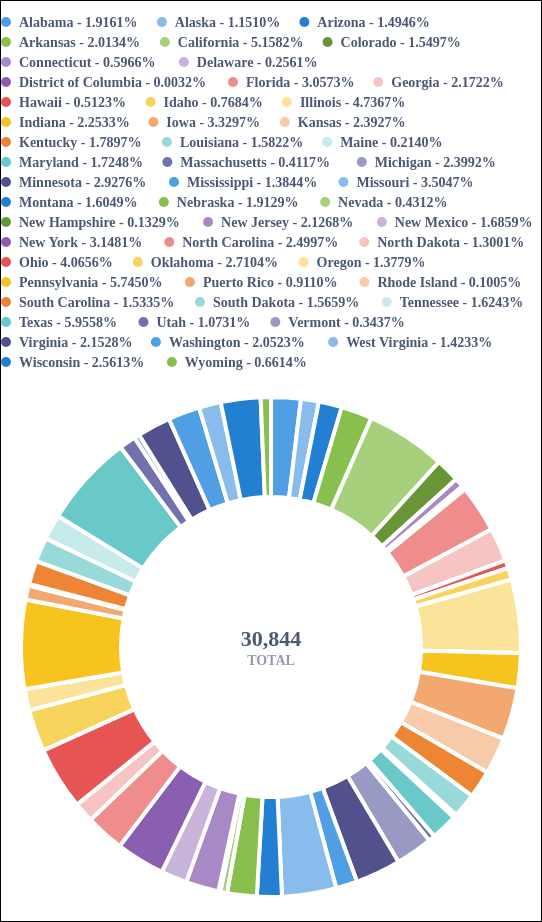 Alabama - 1.9161% Alaska - 1.1510% Arizona - 1.4946%
Arkansas - 2.0134% California - 5.1582% Colorado - 1.5497%
Connecticut - 0.5966% Delaware - 0.2561%
District of Columbia - 0.0032% Florida - 3.0573% Georgia - 2.1722%
Hawaii - 0.5123% Idaho - 0.7684% Illinois - 4.7367%
Indiana - 2.2533% Iowa - 3.3297% Kansas - 2.3927%
Kentucky - 1.7897% Louisiana - 1.5822% Maine - 0.2140%
Maryland - 1.7248% Massachusetts - 0.4117% Michigan - 2.3992%
Minnesota - 2.9276% Mississippi - 1.3844% Missouri - 3.5047%
Montana - 1.6049% Nebraska - 1.9129% Nevada - 0.4312%
New Hampshire - 0.1329% New Jersey - 2.1268% New Mexico - 1.6859%
New York - 3.1481% North Carolina - 2.4997% North Dakota - 1.3001%
Ohio - 4.0656% Oklahoma - 2.7104% Oregon - 1.3779%
Pennsylvania - 5.7450% Puerto Rico - 0.9110% Rhode Island - 0.1005%
South Carolina - 1.5335% South Dakota - 1.5659% Tennessee - 1.6243%
Texas - 5.9558% Utah - 1.0731% Vermont - 0.3437%
Virginia - 2.1528% Washington - 2.0523% West Virginia - 1.4233%
Wisconsin - 2.5613% Wyoming - 0.6614%
30,844
TOTAL